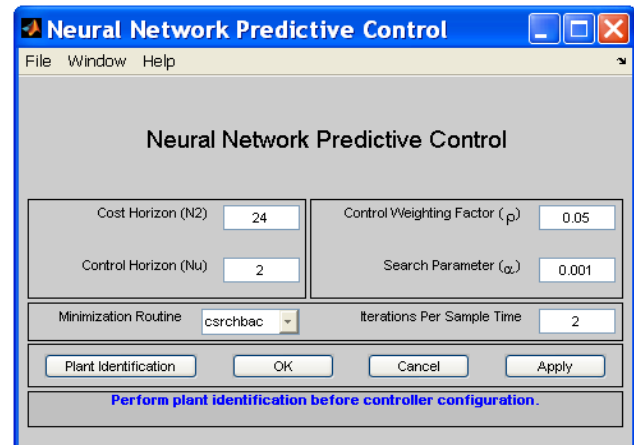 Neural Network Predictive Control
File Window Help
Neural Network Predictive Control
Cost Horizon (N2) 24 Control Weighting Factor (ρ) 0.05
Control Horizon (Nu) 2 Search Parameter (α) 0.001
Minimization Routine csrchbac Iterations Per Sample Time 2
Plant Identification OK Cancel Apply
Perform plant identification before controller configuration.